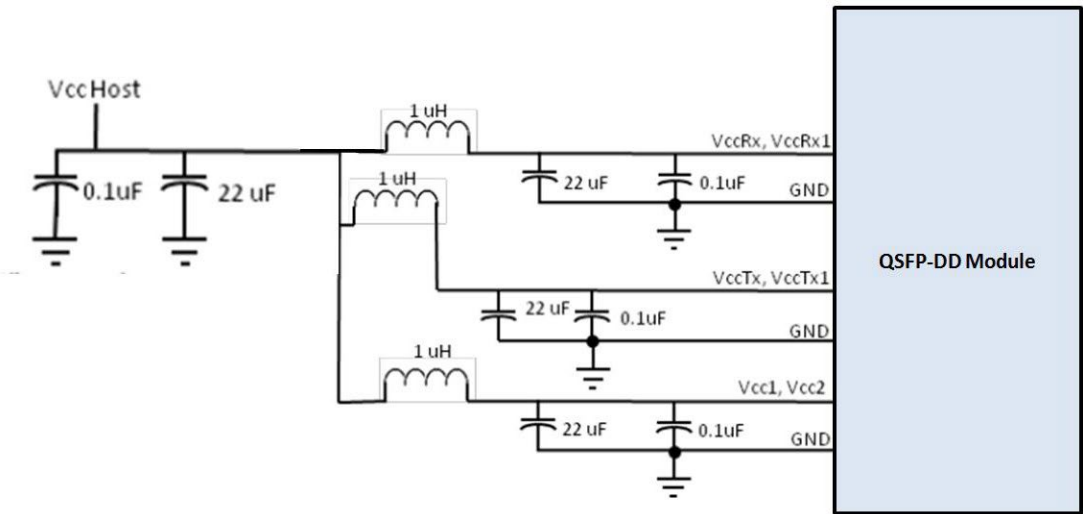 VccHost
0.1uF
22 uF
1 uH
VccRx, VccRx1
22 uF
0.1uF
GND
1 uH
VccTx, VccTx1
22 uF
0.1uF
GND
1 uH
Vcc1, Vcc2
22 uF
0.1uF
GND
QSFP-DD Module